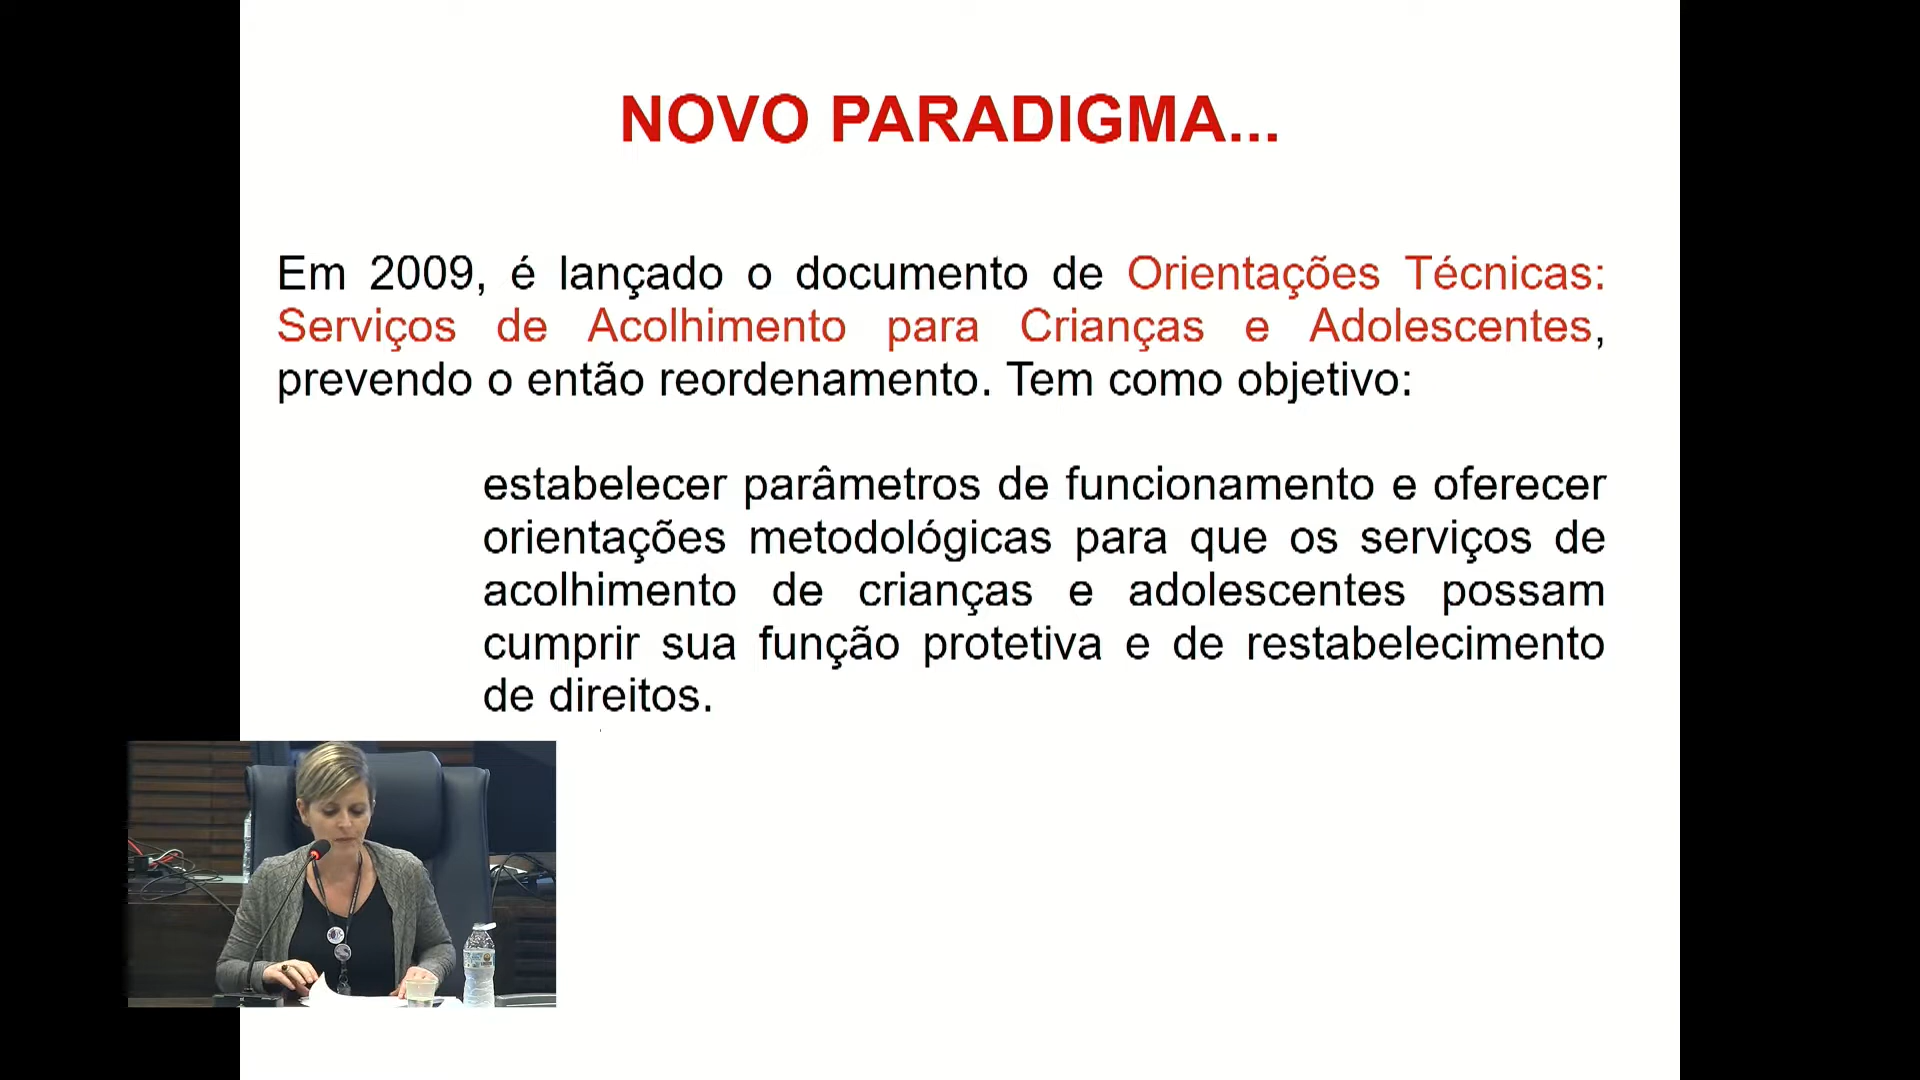 NOVO PARADIGMA...
Em 2009, é lançado o documento de Orientações Técnicas:
Serviços de Acolhimento para Crianças e Adolescentes,
prevendo o então reordenamento. Tem como objetivo:
estabelecer parâmetros de funcionamento e oferecer
orientações metodológicas para que os serviços de
acolhimento de crianças e adolescentes possam
cumprir sua função protetiva e de restabelecimento
de direitos.